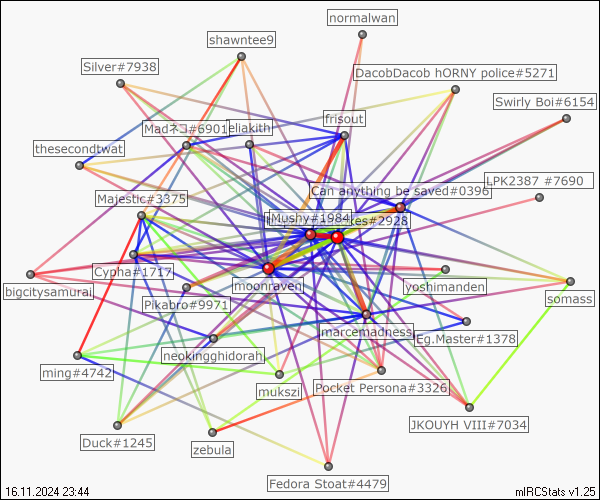 normalwan
shawntee9
Silver#7938
DacobDacob hORNY police#5271
Swirly Boi#6154
frisout
Madネコ#6901
eliakith
thesecondtwat
LPK2387 #7690
Can anything be saved#0396
Majestic#3375
Mushy#1984
kes#2928
Cypha#1717
moonraven
yoshimanden
bigcitysamurai
somass
Pikabro#9971
marcemadness
Eg.Master#1378
neokingghidorah
ming#4742
mukszi
Pocket Persona#3326
JKOUYH VIII#7034
Duck#1245
zebula
Fedora Stoat#4479
16.11.2024 23:44
mIRCStats v1.25